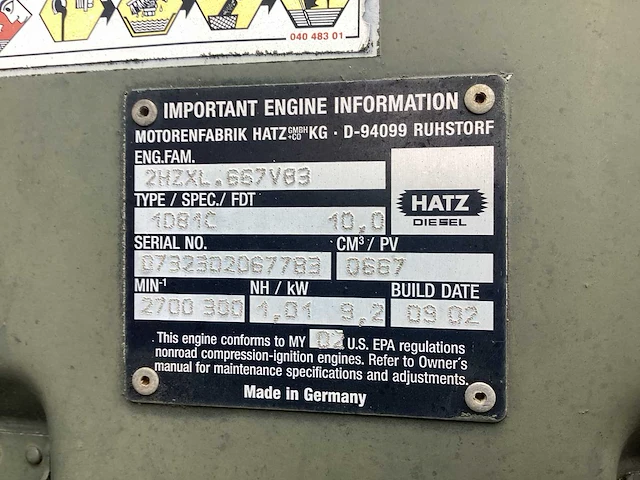 040 483 01
IMPORTANT ENGINE INFORMATION
MOTORENFABRIK HATZ GMBH +CO KG · D-94099 RUHSTORF
ENG.FAM.
2HZXL.667V83
TYPE / SPEC./ FDT
1D81C 10,0
HATZ
DIESEL
SERIAL NO. CM³ / PV
0732302067783 0667
MIN-1 NH / kW BUILD DATE
2700 300 1,01 9,2 09 02
This engine conforms to MY 02 U.S. EPA regulations
nonroad compression-ignition engines. Refer to Owner's
manual for maintenance specifications and adjustments.
Made in Germany